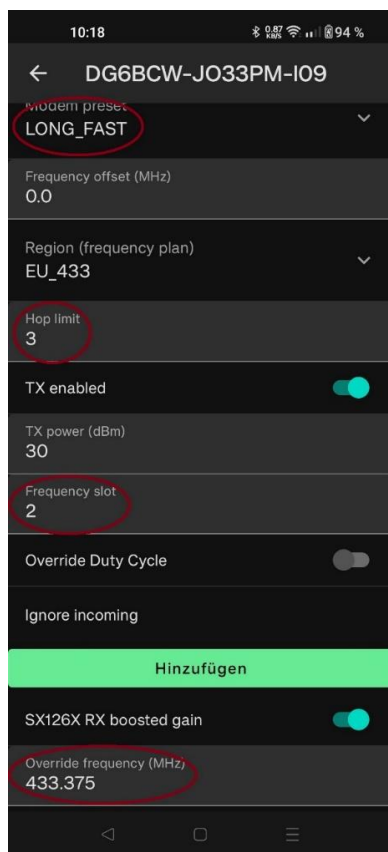 10:18 0.87 KB/S 94 %
DG6BCW-JO33PM-I09
Modem preset
LONG_FAST
Frequency offset (MHz)
0.0
Region (frequency plan)
EU_433
Hop limit
3
TX enabled
TX power (dBm)
30
Frequency slot
2
Override Duty Cycle
Ignore incoming
Hinzufügen
SX126X RX boosted gain
Override frequency (MHz)
433.375